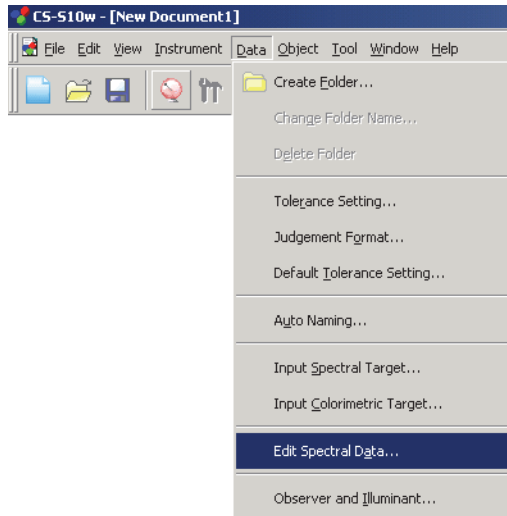 CS-S10w - [New Document1]
File Edit View Instrument Data Object Tool Window Help
Create Folder...
Change Folder Name...
Delete Folder
Tolerance Setting...
Judgement Format...
Default Tolerance Setting...
Auto Naming...
Input Spectral Target...
Input Colorimetric Target...
Edit Spectral Data...
Observer and Illuminant...